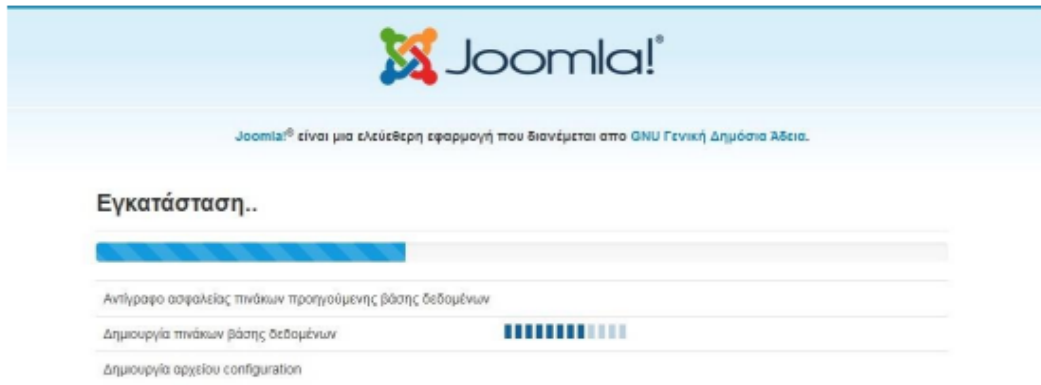 Joomla!®
Joomla!® είναι μια ελεύθερη εφαρμογή που διανέμεται απο GNU Γενική Δημόσια Άδεια.
Εγκατάσταση..
Αντίγραφο ασφαλείας πινάκων προηγούμενης βάσης δεδομένων
Δημιουργία πινάκων βάσης δεδομένων
Δημιουργία αρχείου configuration